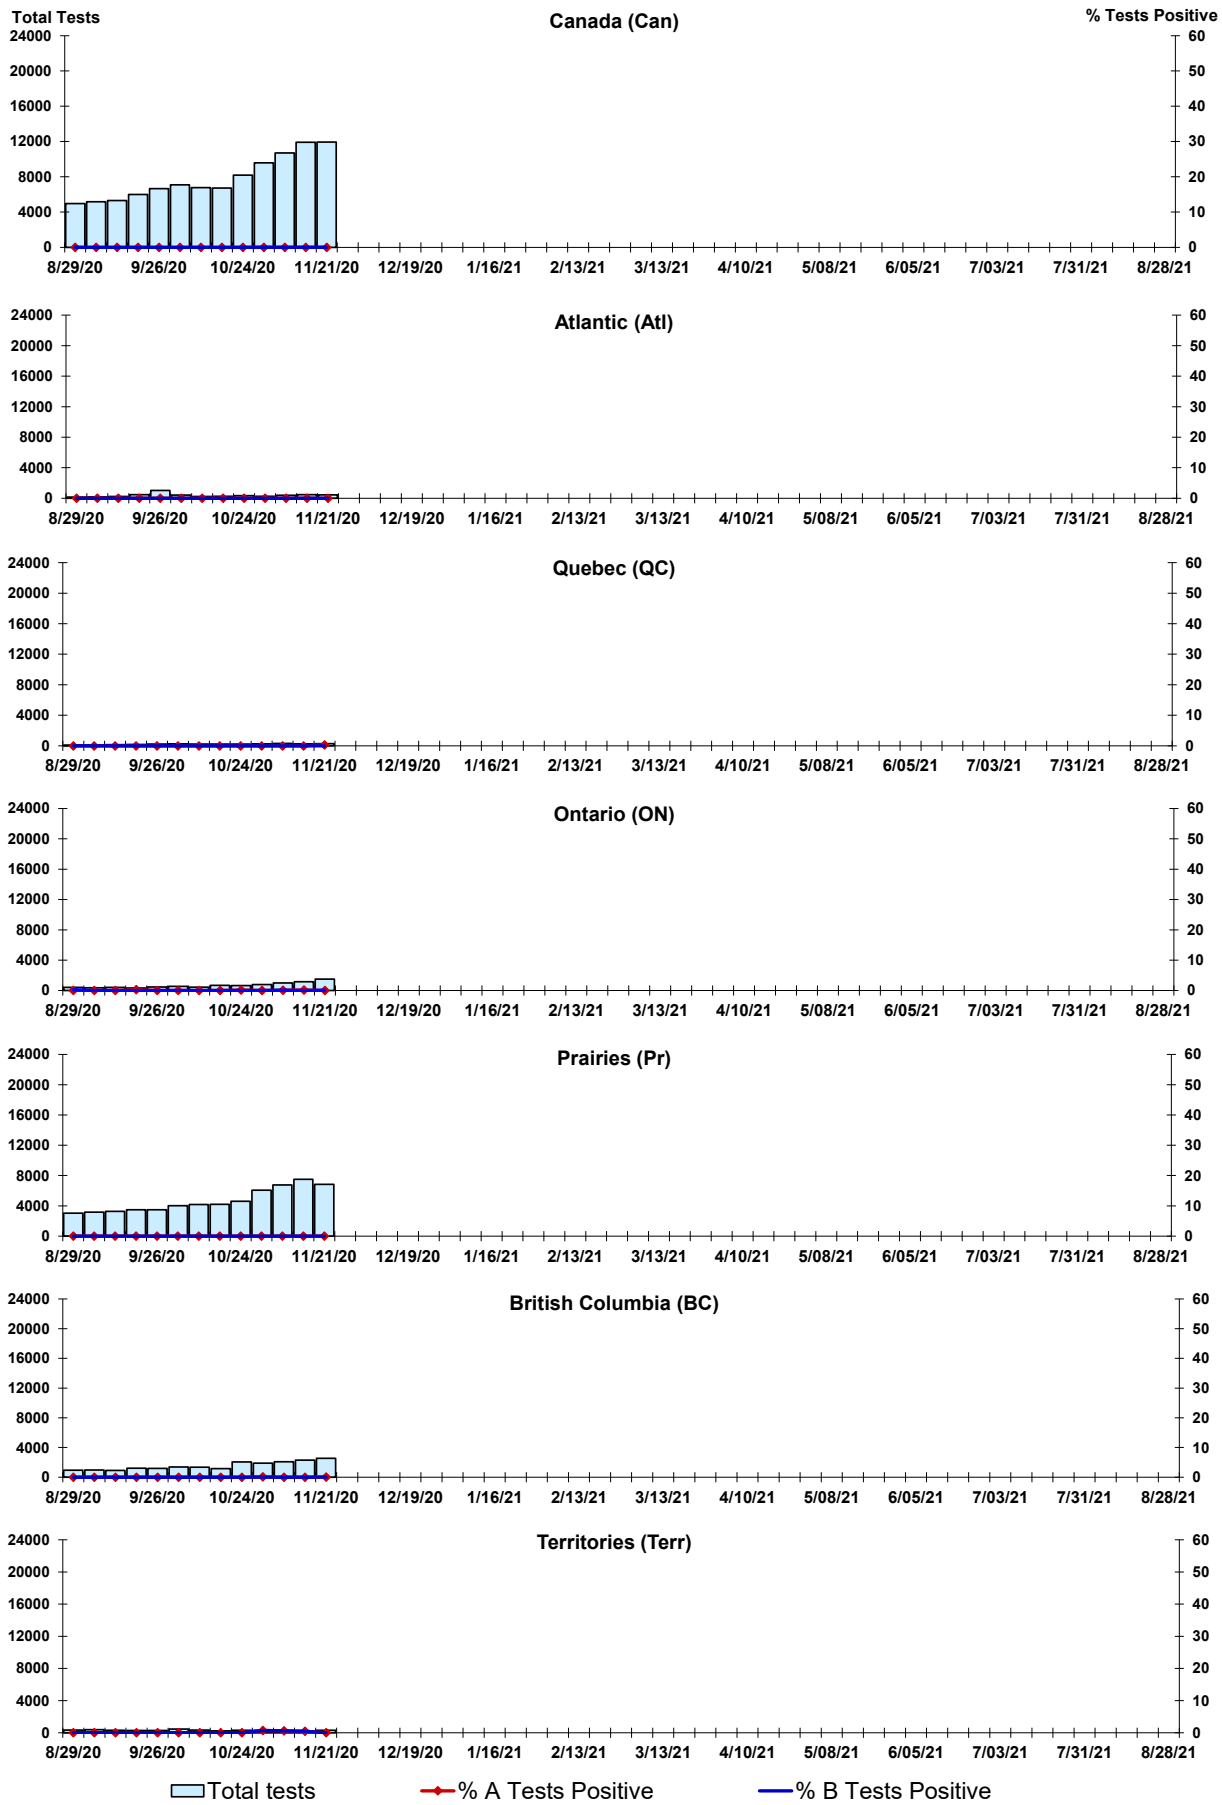 Total Tests
Canada (Can)
% Tests Positive
24000 60
20000 50
16000 40
12000 30
8000 20
4000 10
0 0
8/29/20 9/26/20 10/24/20 11/21/20 12/19/20 1/16/21 2/13/21 3/13/21 4/10/21 5/08/21 6/05/21 7/03/21 7/31/21 8/28/21
Atlantic (Atl)
24000 60
20000 50
16000 40
12000 30
8000 20
4000 10
0 0
8/29/20 9/26/20 10/24/20 11/21/20 12/19/20 1/16/21 2/13/21 3/13/21 4/10/21 5/08/21 6/05/21 7/03/21 7/31/21 8/28/21
Quebec (QC)
24000 60
20000 50
16000 40
12000 30
8000 20
4000 10
0 0
8/29/20 9/26/20 10/24/20 11/21/20 12/19/20 1/16/21 2/13/21 3/13/21 4/10/21 5/08/21 6/05/21 7/03/21 7/31/21 8/28/21
Ontario (ON)
24000 60
20000 50
16000 40
12000 30
8000 20
4000 10
0 0
8/29/20 9/26/20 10/24/20 11/21/20 12/19/20 1/16/21 2/13/21 3/13/21 4/10/21 5/08/21 6/05/21 7/03/21 7/31/21 8/28/21
Prairies (Pr)
24000 60
20000 50
16000 40
12000 30
8000 20
4000 10
0 0
8/29/20 9/26/20 10/24/20 11/21/20 12/19/20 1/16/21 2/13/21 3/13/21 4/10/21 5/08/21 6/05/21 7/03/21 7/31/21 8/28/21
British Columbia (BC)
24000 60
20000 50
16000 40
12000 30
8000 20
4000 10
0 0
8/29/20 9/26/20 10/24/20 11/21/20 12/19/20 1/16/21 2/13/21 3/13/21 4/10/21 5/08/21 6/05/21 7/03/21 7/31/21 8/28/21
Territories (Terr)
24000 60
20000 50
16000 40
12000 30
8000 20
4000 10
0 0
8/29/20 9/26/20 10/24/20 11/21/20 12/19/20 1/16/21 2/13/21 3/13/21 4/10/21 5/08/21 6/05/21 7/03/21 7/31/21 8/28/21
Total tests % A Tests Positive % B Tests Positive